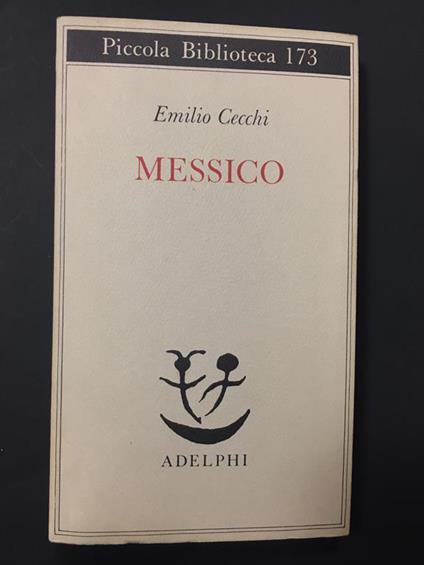 Piccola Biblioteca 173
Emilio Cecchi
MESSICO
ADELPHI